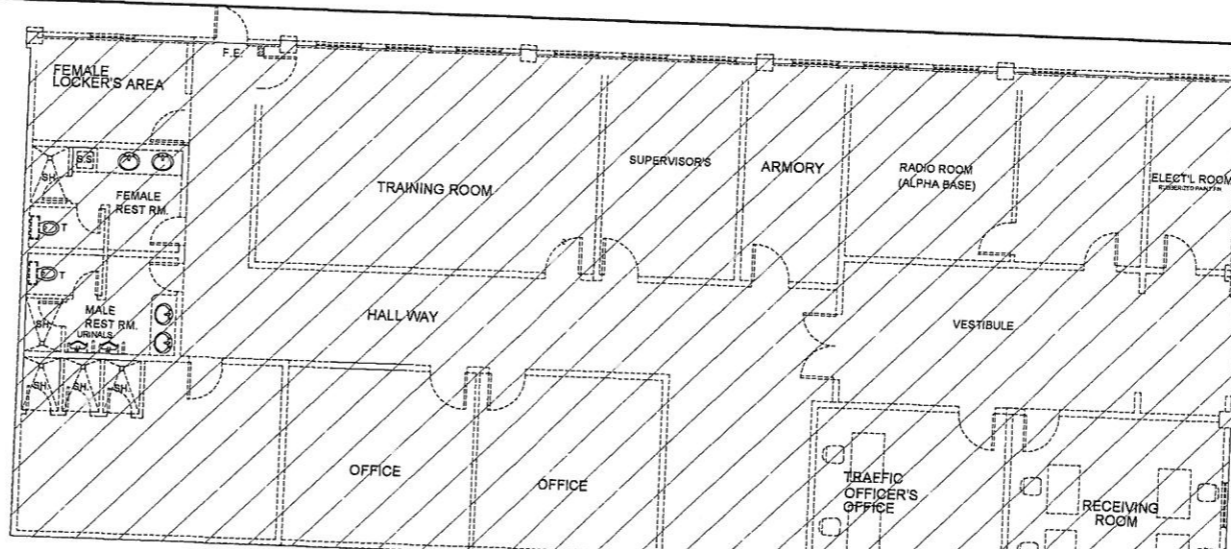 F.E.
FEMALE
LOCKER'S AREA
SH.
S.S
FEMALE
REST RM.
T
T
MALE
REST RM.
URINALS
SH.
SH.
SH.
SH.
TRAINING ROOM
SUPERVISOR'S
ARMORY
RADIO ROOM
(ALPHA BASE)
ELECT'L ROOM
HALL WAY
VESTIBULE
OFFICE
OFFICE
TRAFFIC
OFFICER'S
OFFICE
RECEIVING
ROOM